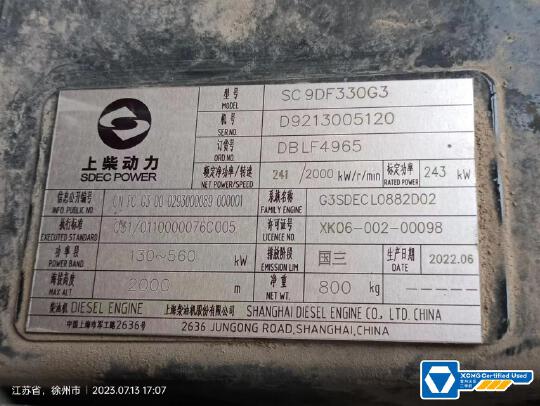 型号 MODEL SC9DF330G3
机号 SER.NO. D9213005120
订货号 ORD.NO. DBLF4965
上柴动力
SDEC POWER
额定净功率/转速 NET POWER/SPEED 241/2000 kW/r/min 标定功率 RATED POWER 243 kW
信息公开编号 INFO. PUBLIC NO. CN FC G3 00 0293000089 000001 系族名称 FAMILY ENGINE G3SDECL0882D02
执行标准 EXECUTED STANDARD Q31/0110000076C005 许可证号 LICENCE NO. XK06-002-00098
功率段 POWER BAND 130~560 kW 排放阶段 EMISSION LIM 国三 生产日期 DATE 2022.06
海拔高度 MAX ALT 2000 m 净重 NET WT. 800 kg
柴油机 DIESEL ENGINE 上海柴油机股份有限公司 SHANGHAI DIESEL ENGINE CO., LTD. CHINA
中国上海市军工路2636号 2636 JUNGONG ROAD, SHANGHAI, CHINA
江苏省，徐州市 | 2023.07.13 17:07
XCMG Certified Used